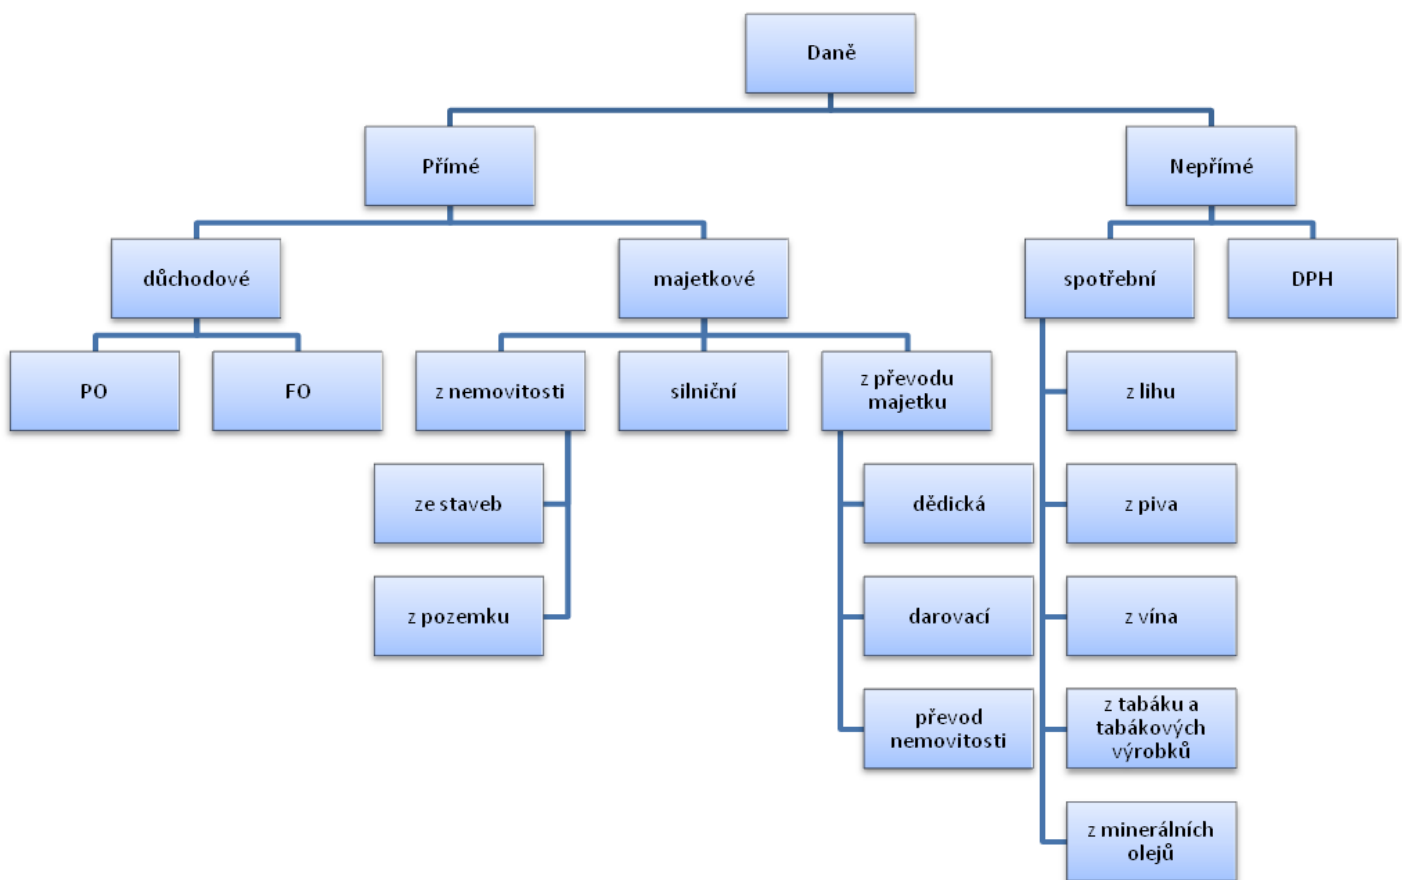 Daně
Přímé
Nepřímé
důchodové
majetkové
spotřební
DPH
PO
FO
z nemovitosti
silniční
z převodu
majetku
z lihu
ze staveb
dědická
z piva
z pozemku
darovací
z vína
převod
nemovitosti
z tabáku a
tabákových
výrobků
z minerálních
olejů